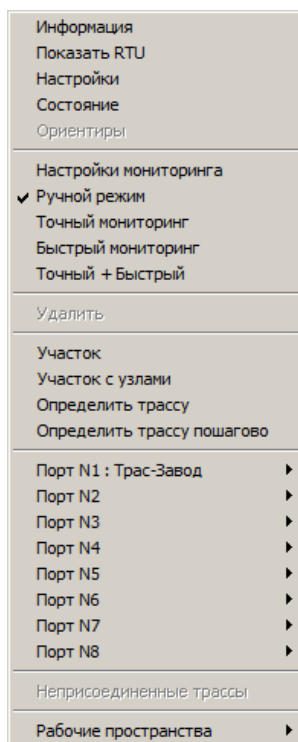 Информация
Показать RTU
Настройки
Состояние
Ориентиры
Настройки мониторинга
Ручной режим
Точный мониторинг
Быстрый мониторинг
Точный + Быстрый
Удалить
Участок
Участок с узлами
Определить трассу
Определить трассу пошагово
Порт N1 : Трас-Завод
Порт N2
Порт N3
Порт N4
Порт N5
Порт N6
Порт N7
Порт N8
Неприсоединенные трассы
Рабочие пространства